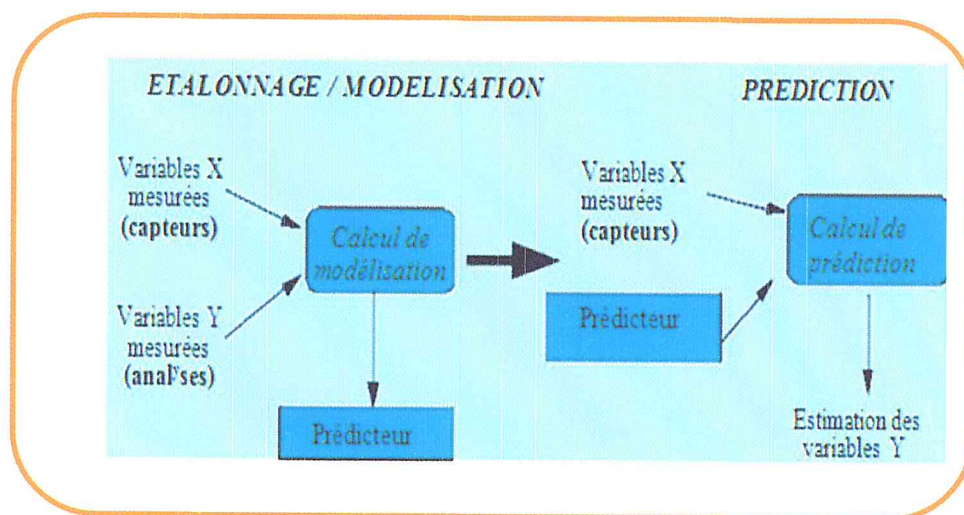 ETALONNAGE / MODELISATION
Variables X
mesurées
(capteurs)
Calcul de
modélisation
Variables Y
mesurées
(analyses)
Prédicteur
PREDICTION
Variables X
mesurées
(capteurs)
Calcul de
prédiction
Prédicteur
Estimation des
variables Y